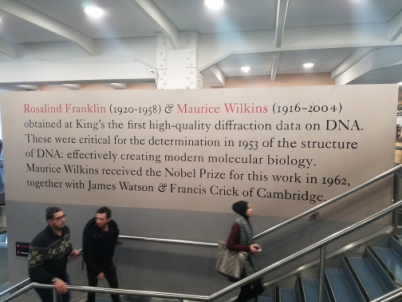 Rosalind Franklin (1920-1958) & Maurice Wilkins (1916–2004)
obtained at King's the first high-quality diffraction data on DNA.
These were critical for the determination in 1953 of the structure
of DNA: effectively creating modern molecular biology.
Maurice Wilkins received the Nobel Prize for this work in 1962,
together with James Watson & Francis Crick of Cambridge.